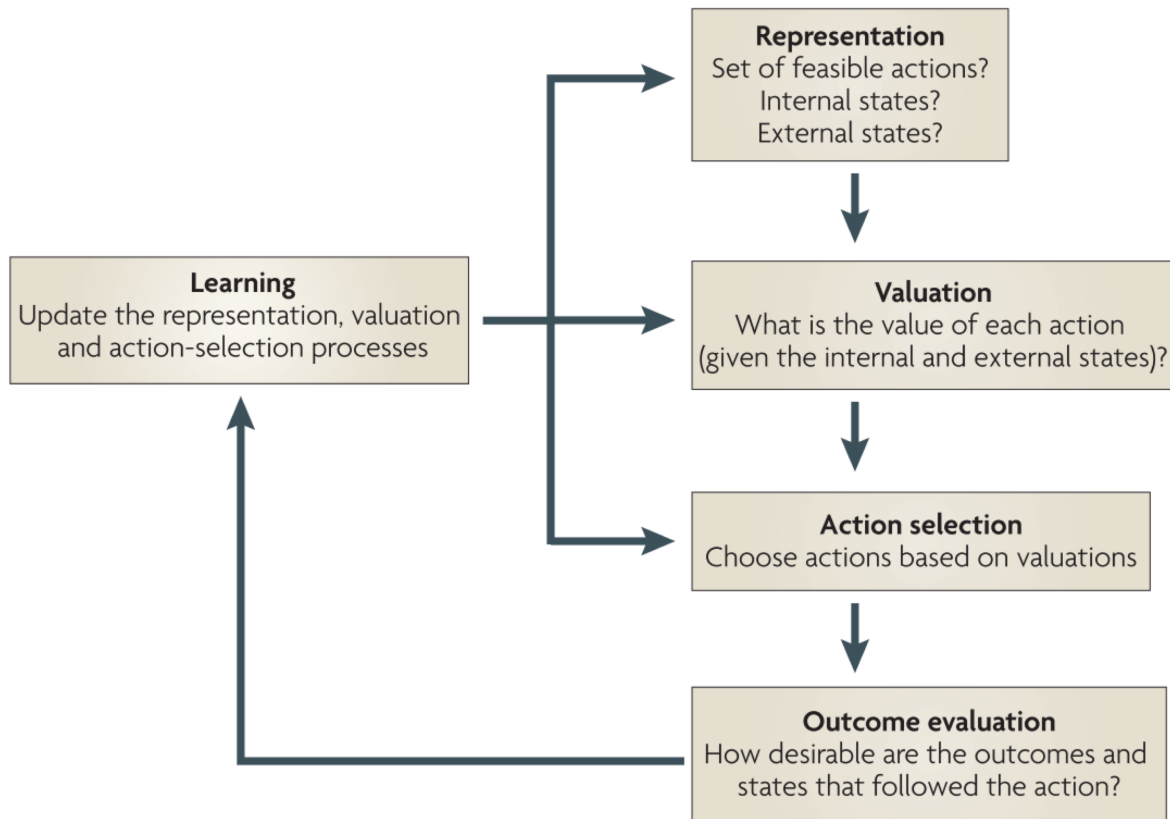 Representation
Set of feasible actions?
Internal states?
External states?
Learning
Update the representation, valuation
and action-selection processes
Valuation
What is the value of each action
(given the internal and external states)?
Action selection
Choose actions based on valuations
Outcome evaluation
How desirable are the outcomes and
states that followed the action?